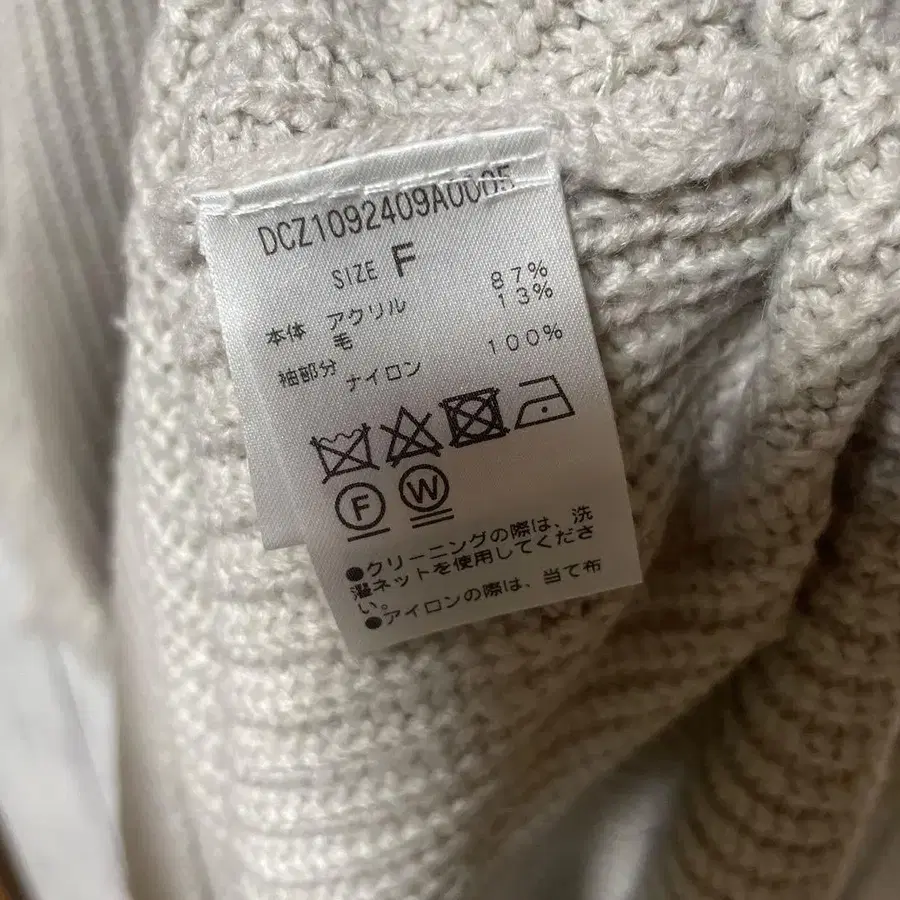 DCZ1092409A0005
SIZE F
本体 アクリル 87%
毛 13%
袖部分 ナイロン 100%
F W
●クリーニングの際は、洗
濯ネットを使用してくださ
い。
●アイロンの際は、当て布